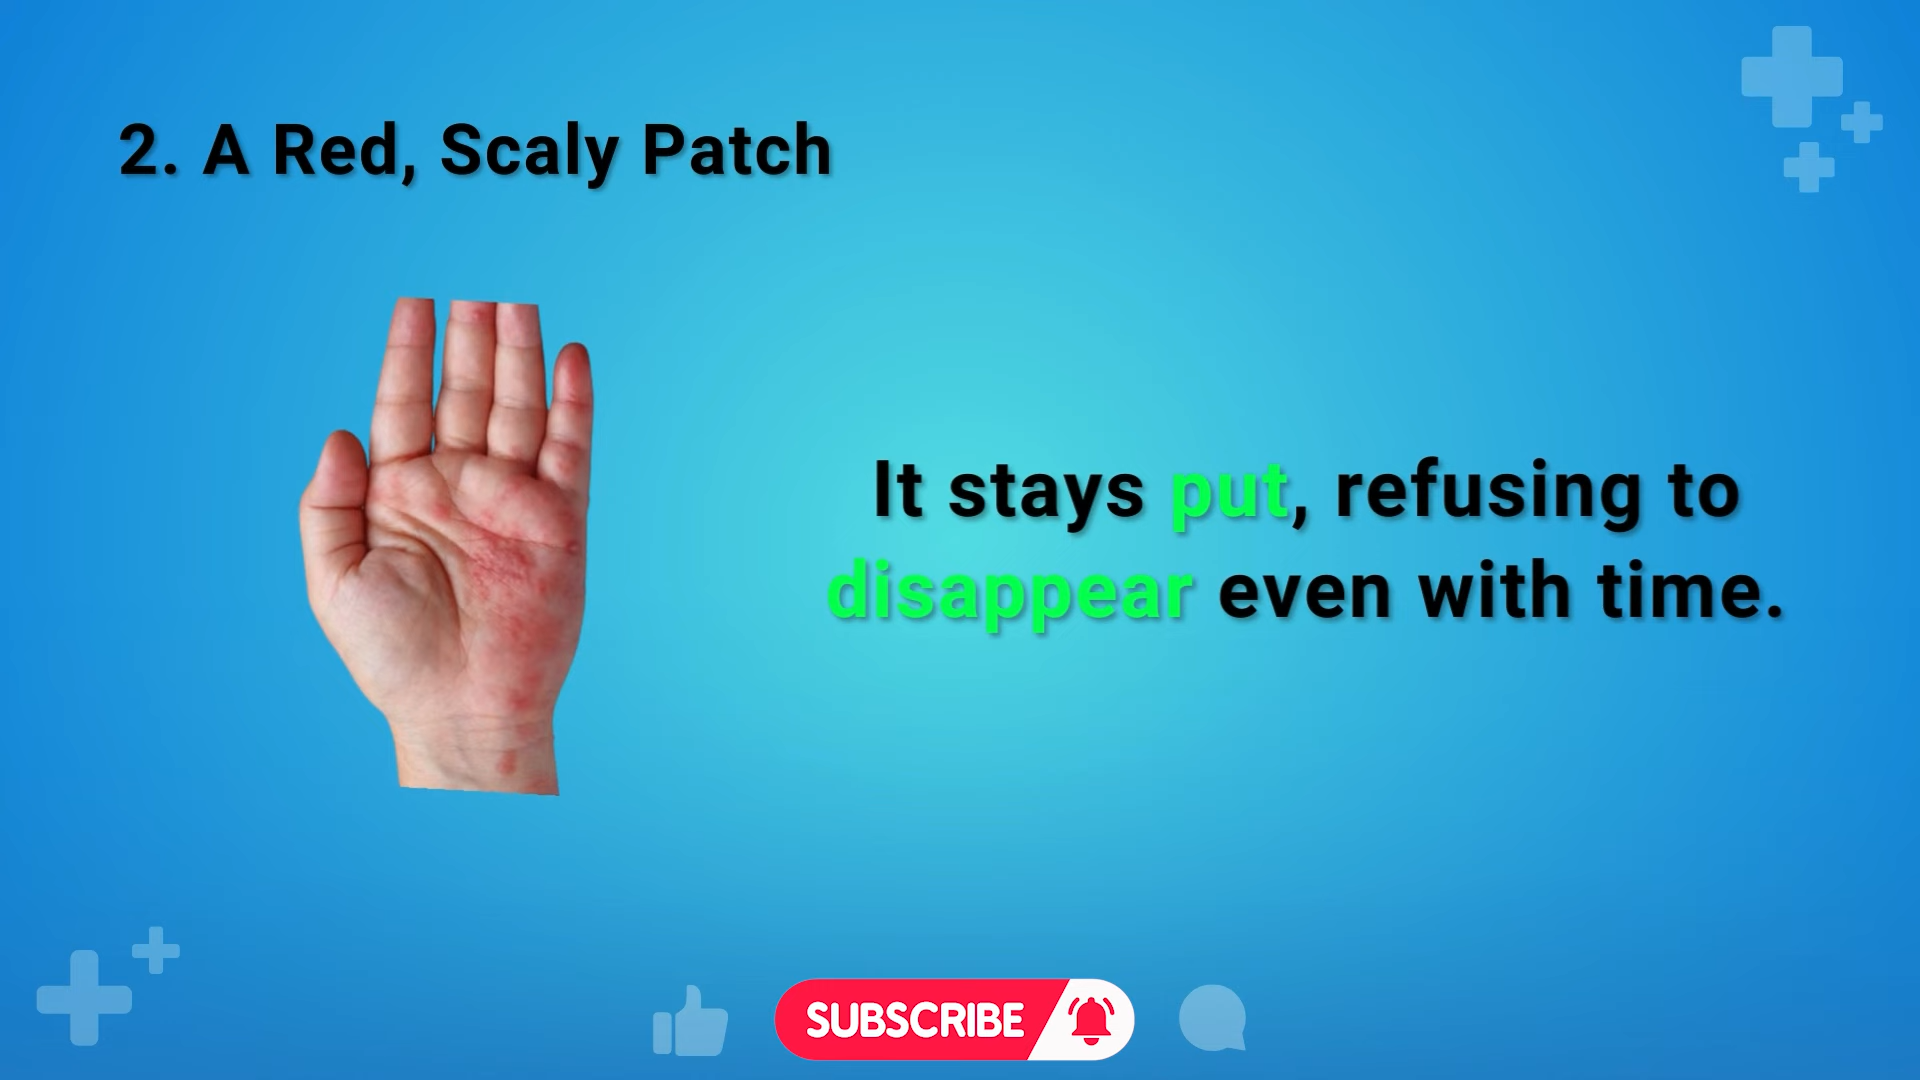 2. A Red, Scaly Patch
It stays put, refusing to
disappear even with time.
SUBSCRIBE